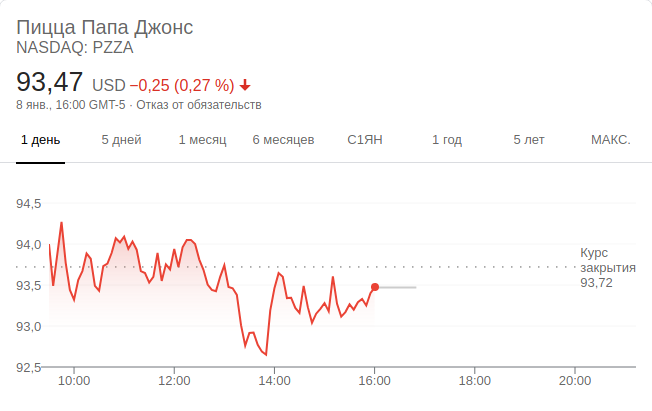 Пицца Папа Джонс
NASDAQ: PZZA
93,47 USD −0,25 (0,27 %)
8 янв., 16:00 GMT-5 · Отказ от обязательств
1 день 5 дней 1 месяц 6 месяцев С1ЯН 1 год 5 лет МАКС.
94,5
94,0
93,5
93,0
92,5
Курс
закрытия
93,72
10:00 12:00 14:00 16:00 18:00 20:00